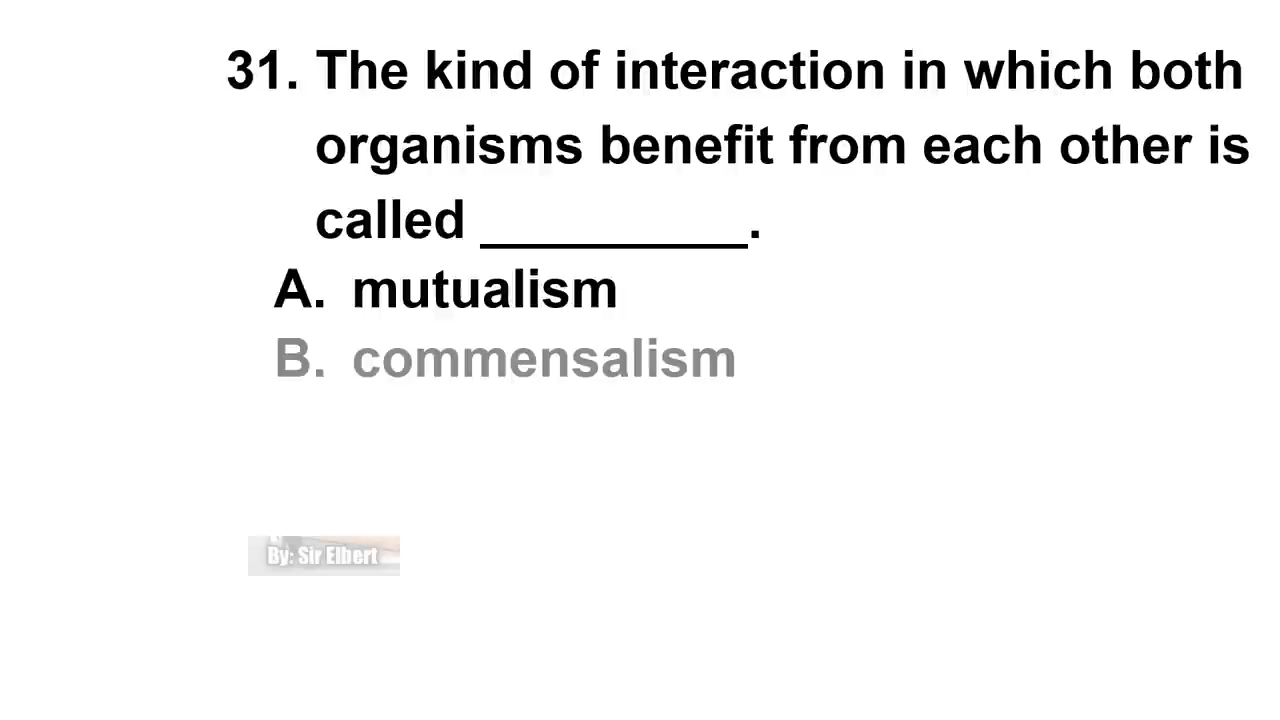 31. The kind of interaction in which both
organisms benefit from each other is
called _________.
A. mutualism
B. commensalism
By: Sir Elbert